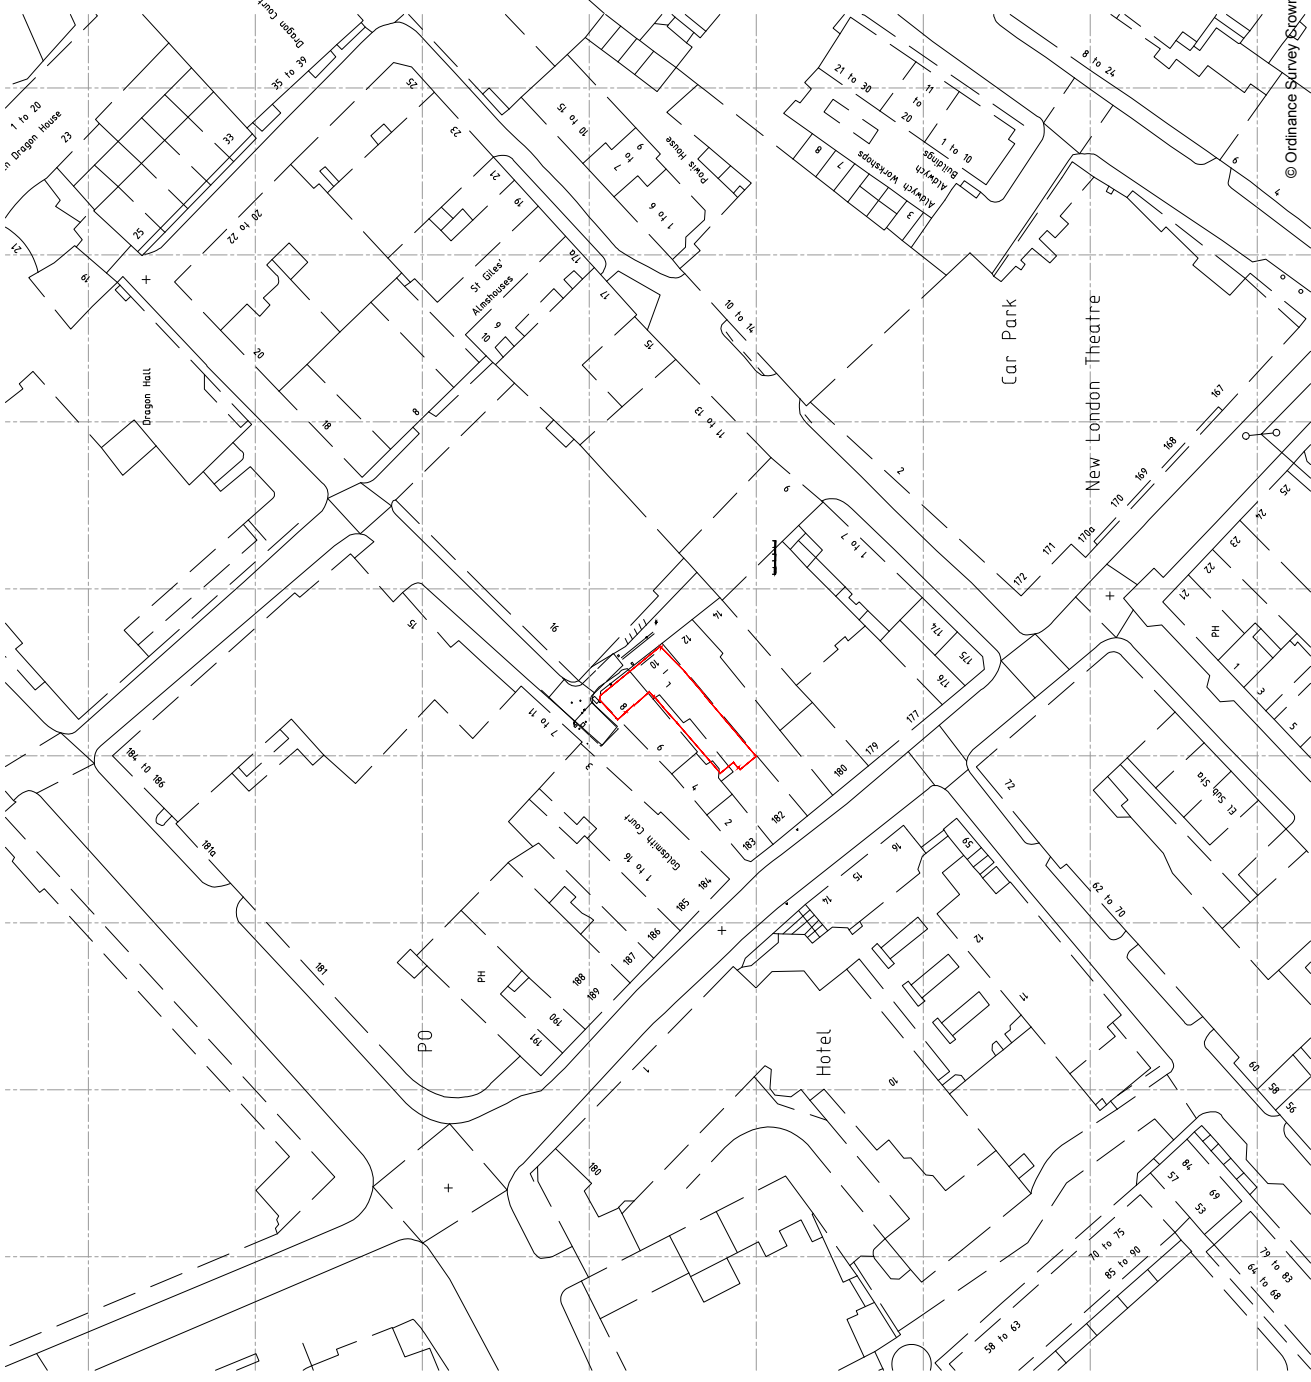 © Ordinance Survey Crown
Dragon Court
8 to 24
35 to 39
25
1 to 20
Dragon House
23
33
21 to 30
11
to
20
1 to 10
Aldwych
Buildings
Aldwych Workshops
8
7
3
6
4
10 to 15
7
to
9
Powis House
1 to 6
23
21
19
17a
17
25
20 to 22
21
19
St Giles'
Almshouses
9
10
15
10 to 14
Car Park
New London Theatre
20
18
8
Dragon Hall
11 to 13
2
167
168
169
170
170a
171
172
25
24
23
22
21
PH
1
3
5
6
1 to 7
174
175
176
177
179
180
182
183
14
12
10
8
6
4
2
16
15
7 to 11
3
Goldsmith Court
1 to 16
184
185
186
187
188
189
190
191
PH
PO
181
181a
184 to 186
72
El Sub Sta
62 to 70
59
16
15
14
12
11
10
Hotel
1
180
60
58
56
84
57
69
53
70 to 75
85 to 90
79 to 83
64 to 68
58 to 63